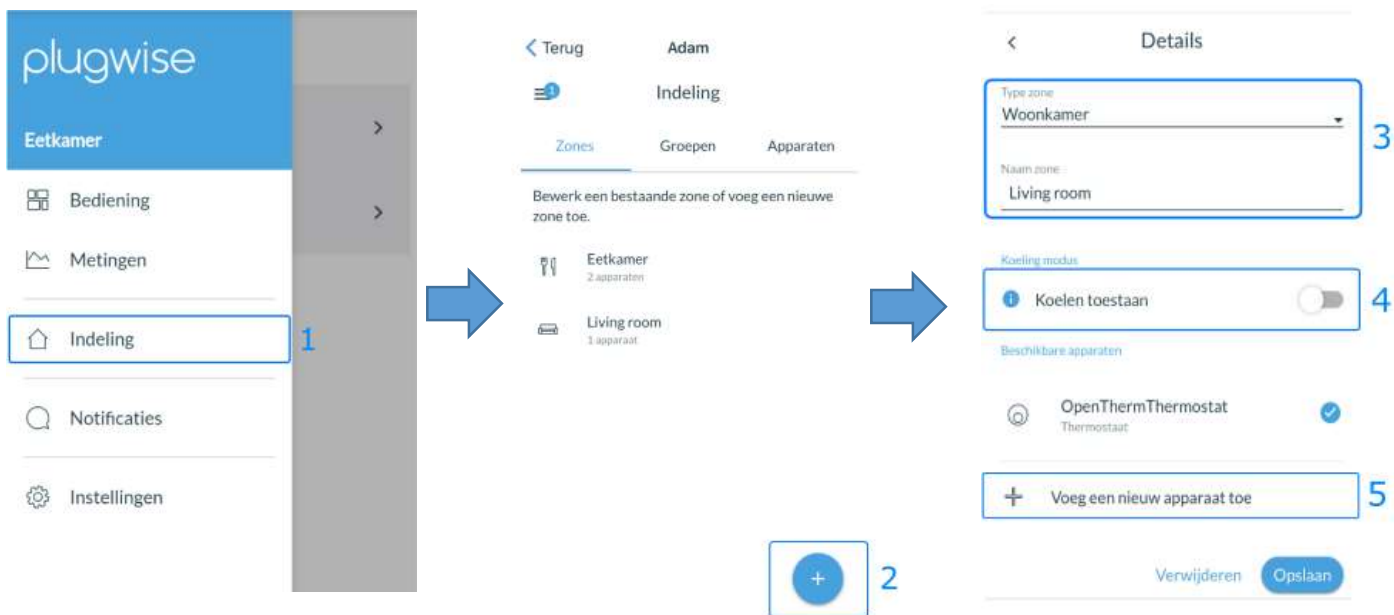 plugwise
Eetkamer
Bediening
Metingen
Indeling
1
Notificaties
Instellingen
Terug
Adam
1
Indeling
Zones
Groepen
Apparaten
Bewerk een bestaande zone of voeg een nieuwe
zone toe.
Eetkamer
2 apparaten
Living room
1 apparaat
+
2
Details
Type zone
Woonkamer
Naam zone
Living room
3
Koeling modus
Koelen toestaan
4
Beschikbare apparaten
OpenThermThermostat
Thermostaat
+ Voeg een nieuw apparaat toe
5
Verwijderen
Opslaan